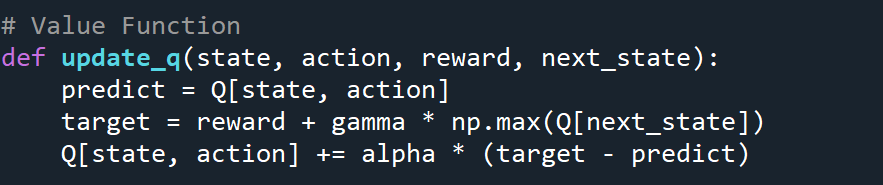 # Value Function
def update_q(state, action, reward, next_state):
    predict = Q[state, action]
    target = reward + gamma * np.max(Q[next_state])
    Q[state, action] += alpha * (target - predict)